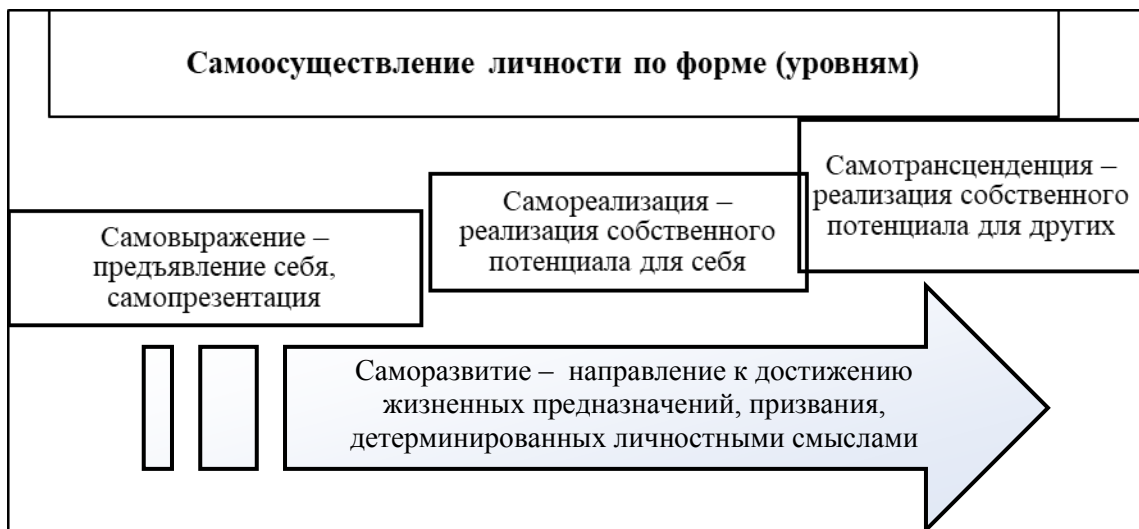 Самоосуществление личности по форме (уровням)
Самовыражение –
предъявление себя,
самопрезентация
Самореализация –
реализация собственного
потенциала для себя
Самотрансценденция –
реализация собственного
потенциала для других
Саморазвитие – направление к достижению
жизненных предназначений, призвания,
детерминированных личностными смыслами